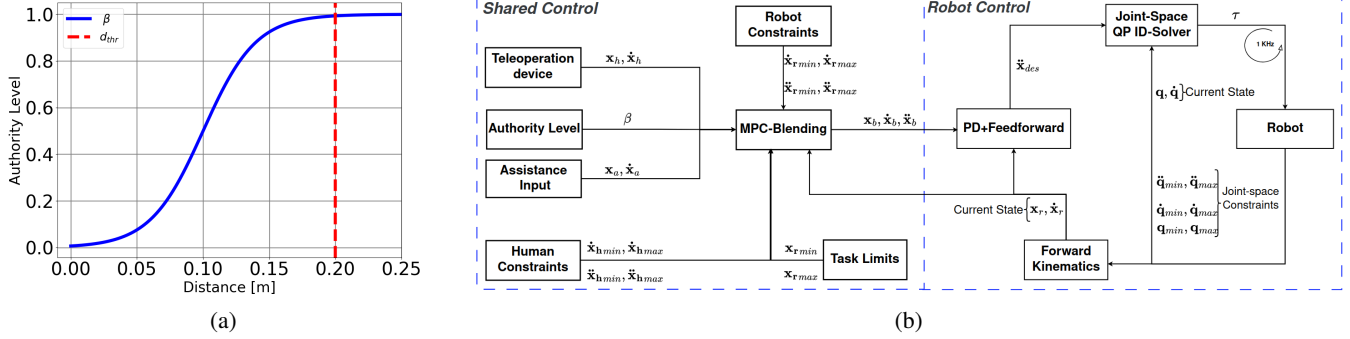 1.0
0.8
0.6
0.4
0.2
0.0
Authority Level
β
d_thr
0.00 0.05 0.10 0.15 0.20 0.25
Distance [m]
(a)
Shared Control
Teleoperation
device
x_h, ẋ_h
Authority Level
β
Assistance
Input
x_a, ẋ_a
Robot
Constraints
ẋ_rmin, ẋ_rmax
ẍ_rmin, ẍ_rmax
MPC-Blending
x_b, ẋ_b, ẍ_b
Human
Constraints
ẋ_hmin, ẋ_hmax
ẍ_hmin, ẍ_hmax
x_rmin
x_rmax
Task Limits
Robot Control
Joint-Space
QP ID-Solver
τ
1 KHz
ẍ_des
q, q̇
Current State
PD+Feedforward
Robot
q̈_min, q̈_max
q̇_min, q̇_max
q_min, q_max
Joint-space
Constraints
Current State
x_r, ẋ_r
Forward
Kinematics
(b)